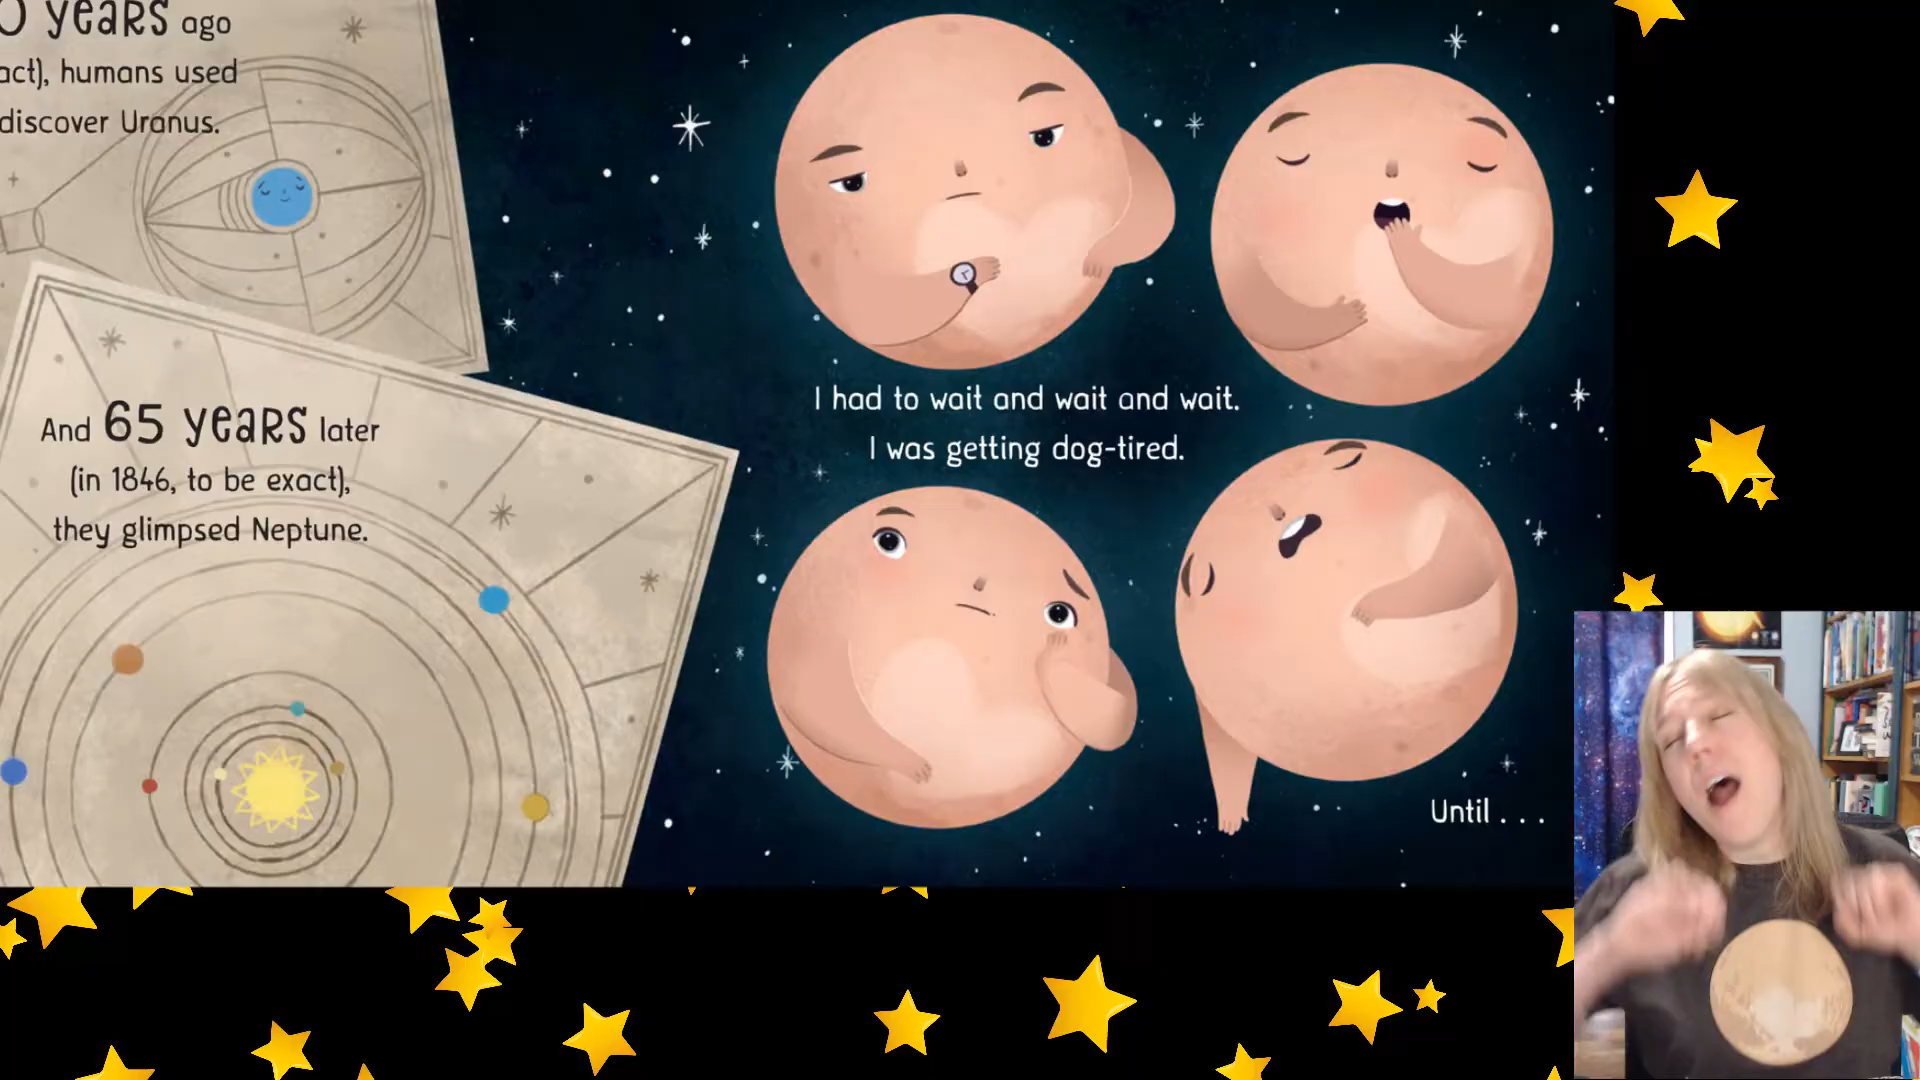 0 years ago
act), humans used
discover Uranus.
And 65 years later
(in 1846, to be exact),
they glimpsed Neptune.
I had to wait and wait and wait.
I was getting dog-tired.
Until . . .